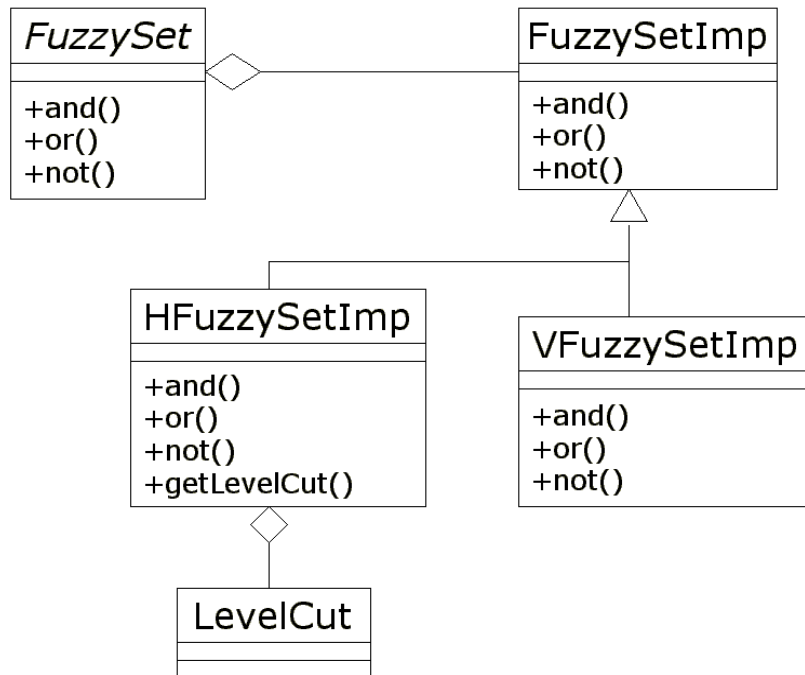 FuzzySet
+and()
+or()
+not()
FuzzySetImp
+and()
+or()
+not()
HFuzzySetImp
+and()
+or()
+not()
+getLevelCut()
VFuzzySetImp
+and()
+or()
+not()
LevelCut